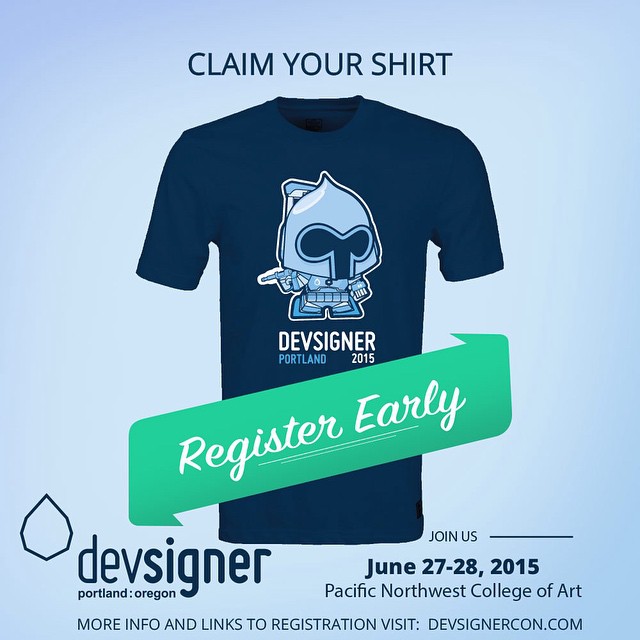 CLAIM YOUR SHIRT
DEVSIGNER
PORTLAND 2015
Register Early
JOIN US
devsigner
portland:oregon
June 27-28, 2015
Pacific Northwest College of Art
MORE INFO AND LINKS TO REGISTRATION VISIT: DEVSIGNERCON.COM